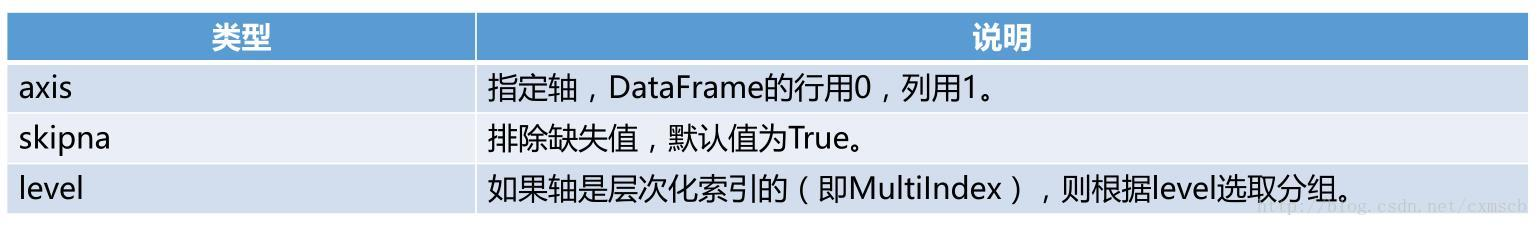 类型 说明
axis 指定轴，DataFrame的行用0，列用1。
skipna 排除缺失值，默认值为True。
level 如果轴是层次化索引的（即MultiIndex），则根据level选取分组。
http://blog.csdn.net/cxmscb